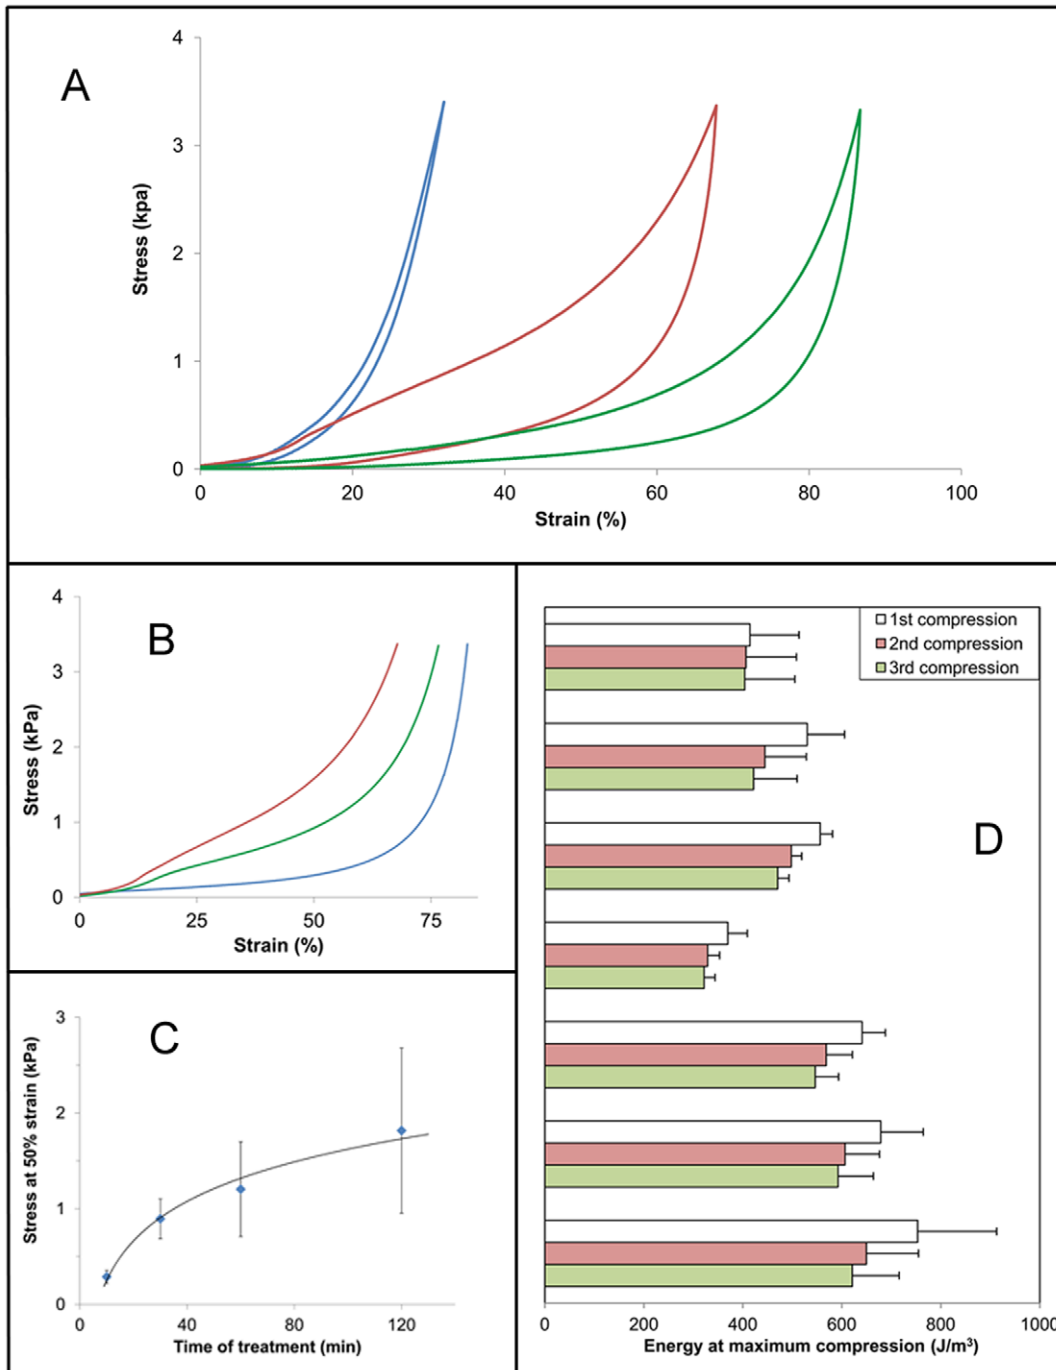 A
4
3
2
1
0
Stress (kpa)
0 20 40 60 80 100
Strain (%)
B
4
3
2
1
0
Stress (kPa)
0 25 50 75
Strain (%)
C
3
2
1
0
Stress at 50% strain (kPa)
0 40 80 120
Time of treatment (min)
1st compression
2nd compression
3rd compression
D
0 200 400 600 800 1000
Energy at maximum compression (J/m³)